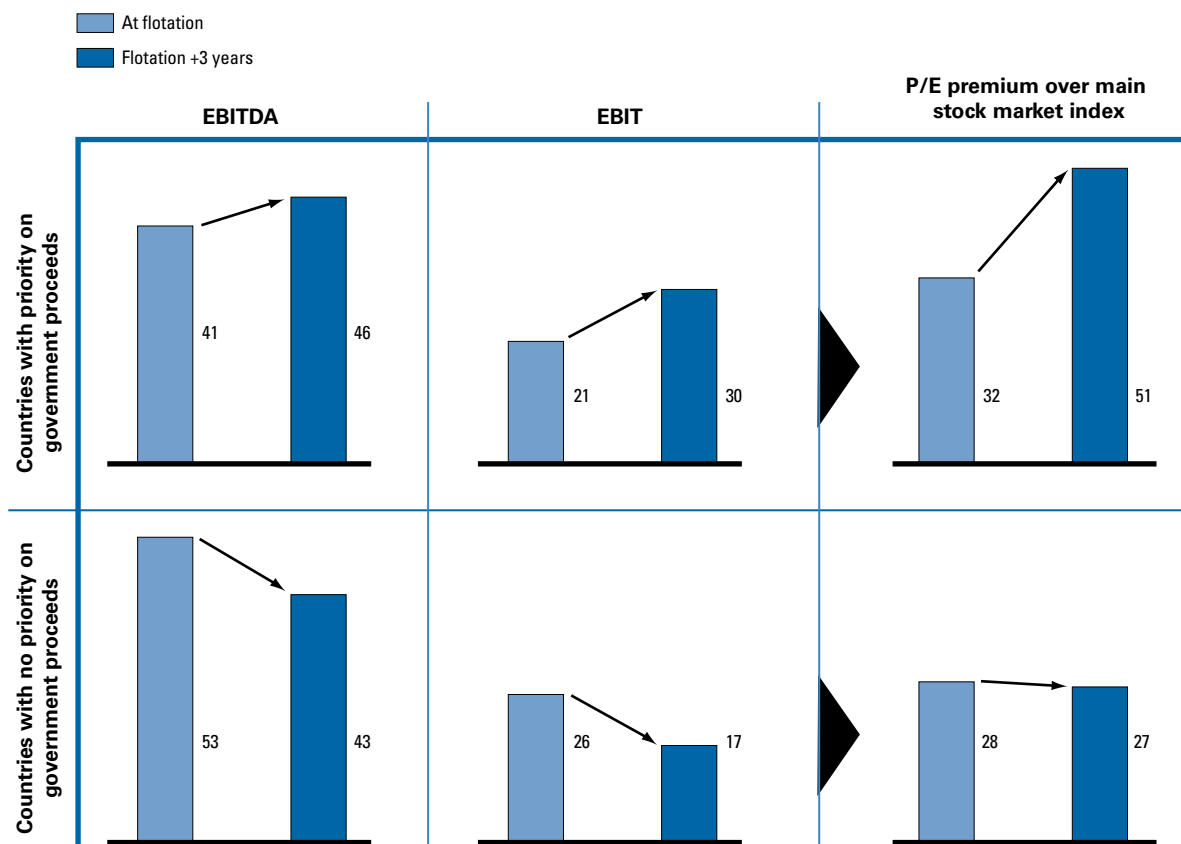 At flotation
Flotation +3 years
EBITDA
EBIT
P/E premium over main
stock market index
Countries with priority on
government proceeds
41
46
21
30
32
51
Countries with no priority on
government proceeds
53
43
26
17
28
27